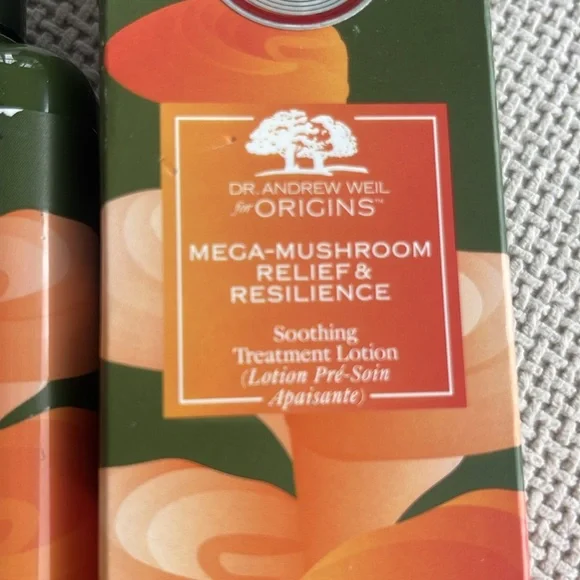 DR. ANDREW WEIL
for ORIGINS™
MEGA-MUSHROOM
RELIEF &
RESILIENCE
Soothing
Treatment Lotion
(Lotion Pré-Soin
Apaisante)